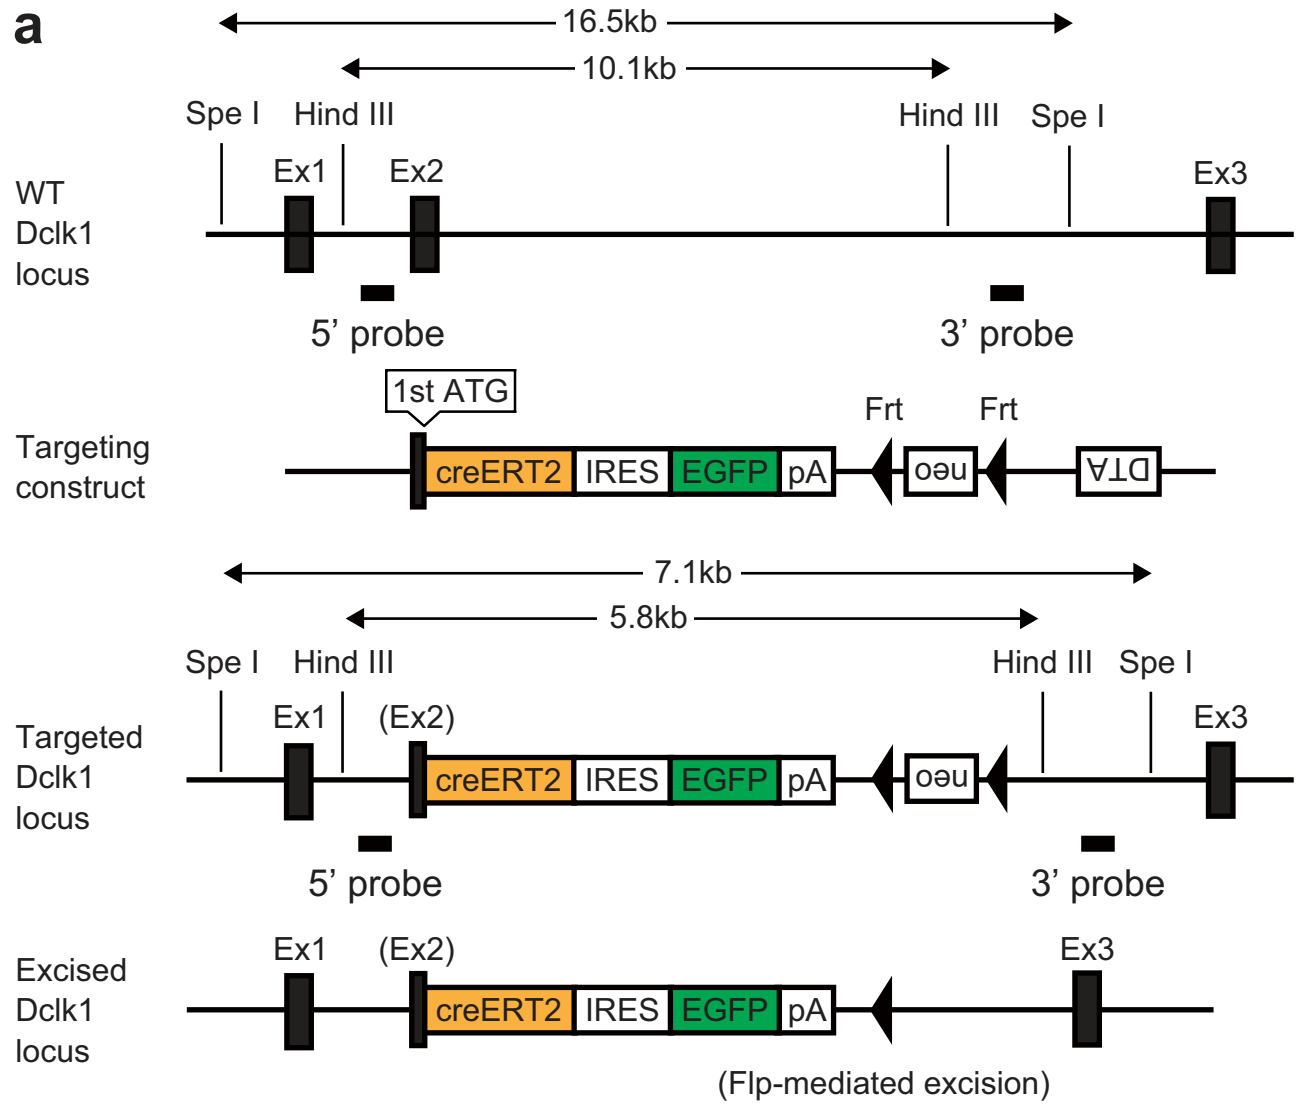 a
16.5kb
10.1kb
Spe I Hind III Hind III Spe I
Ex1 Ex2 Ex3
WT
Dclk1
locus
5’ probe 3’ probe
1st ATG
Frt Frt
Targeting
construct
creERT2 IRES EGFP pA neo DTA
7.1kb
5.8kb
Spe I Hind III Hind III Spe I
Ex1 (Ex2) Ex3
Targeted
Dclk1
locus
creERT2 IRES EGFP pA neo
5’ probe 3’ probe
Ex1 (Ex2) Ex3
Excised
Dclk1
locus
creERT2 IRES EGFP pA
(Flp-mediated excision)